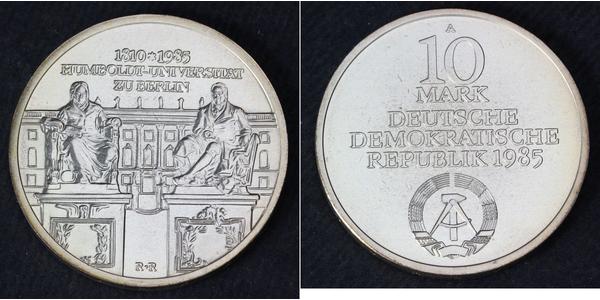 1810*1985
HUMBOLDT-UNIVERSITÄT
ZU BERLIN
R•R
A
10
MARK
DEUTSCHE
DEMOKRATISCHE
REPUBLIK 1985